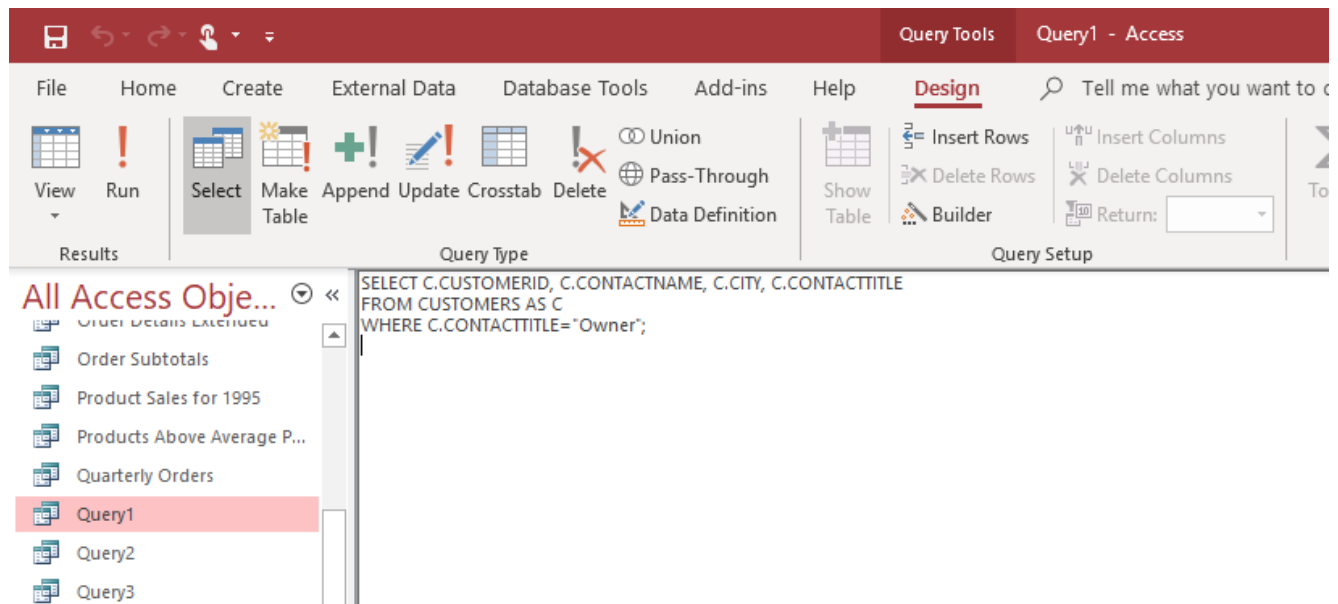 Query Tools
Query1 - Access
File Home Create External Data Database Tools Add-ins Help Design Tell me what you want to
View
Run
Select
Make
Table
Append
Update
Crosstab
Delete
Union
Pass-Through
Data Definition
Show
Table
Insert Rows
Delete Rows
Builder
Insert Columns
Delete Columns
Return:
To
Results
Query Type
Query Setup
All Access Obje...
Order Details Extended
Order Subtotals
Product Sales for 1995
Products Above Average P...
Quarterly Orders
Query1
Query2
Query3
SELECT C.CUSTOMERID, C.CONTACTNAME, C.CITY, C.CONTACTTITLE
FROM CUSTOMERS AS C
WHERE C.CONTACTTITLE="Owner";